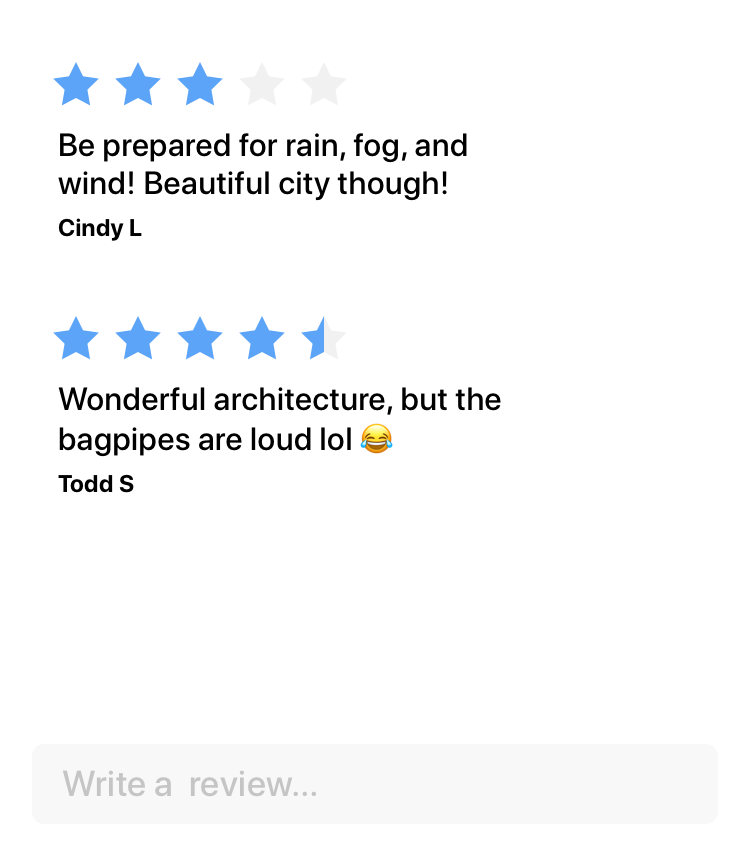 Be prepared for rain, fog, and
wind! Beautiful city though!
Cindy L
Wonderful architecture, but the
bagpipes are loud lol 😂
Todd S
Write a  review...